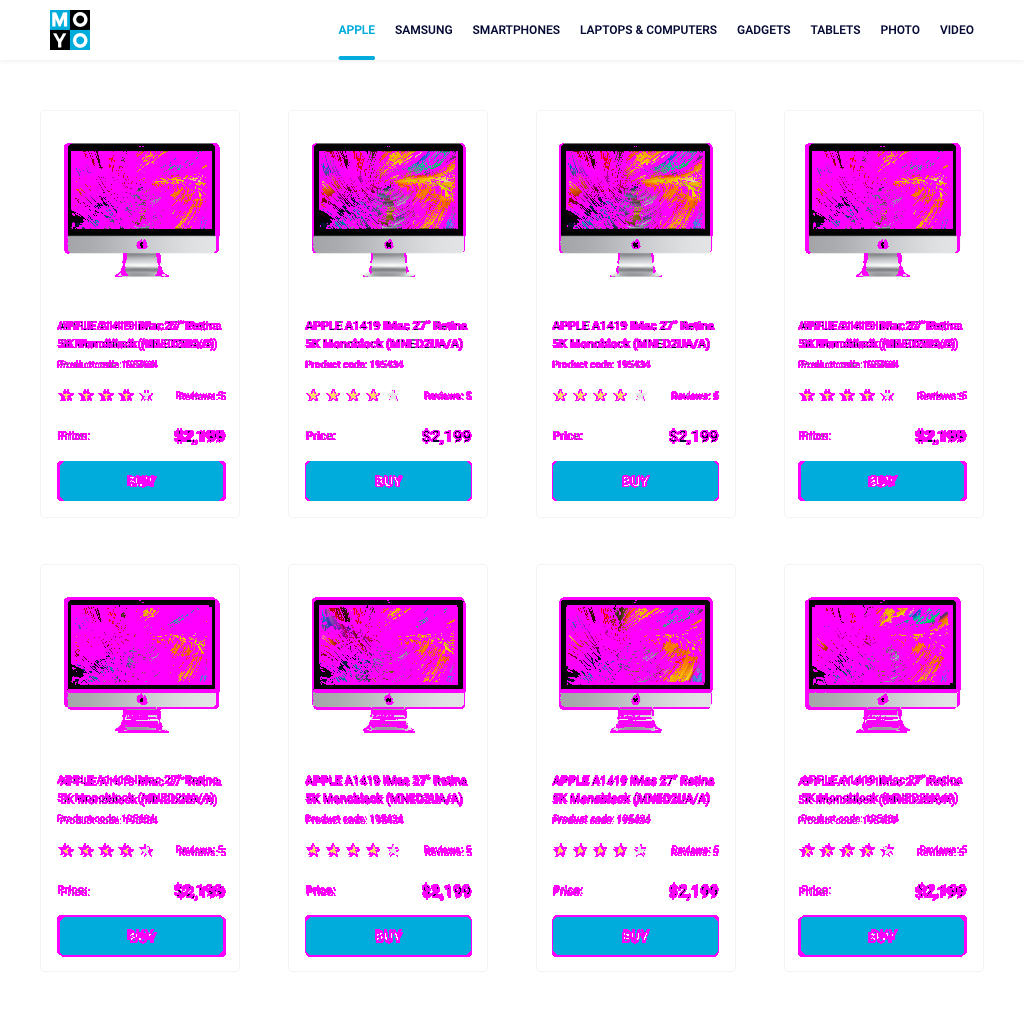 MO
YO
APPLE SAMSUNG SMARTPHONES LAPTOPS & COMPUTERS GADGETS TABLETS PHOTO VIDEO
APPLE A1419 iMac 27" Retina
5K Monoblock (MNED2UA/A)
Product code: 195434
Reviews: 5
Price: $2,199
BUY
APPLE A1419 iMac 27" Retina
5K Monoblock (MNED2UA/A)
Product code: 195434
Reviews: 5
Price: $2,199
BUY
APPLE A1419 iMac 27" Retina
5K Monoblock (MNED2UA/A)
Product code: 195434
Reviews: 5
Price: $2,199
BUY
APPLE A1419 iMac 27" Retina
5K Monoblock (MNED2UA/A)
Product code: 195434
Reviews: 5
Price: $2,199
BUY
APPLE A1419 iMac 27" Retina
5K Monoblock (MNED2UA/A)
Product code: 195434
Reviews: 5
Price: $2,199
BUY
APPLE A1419 iMac 27" Retina
5K Monoblock (MNED2UA/A)
Product code: 195434
Reviews: 5
Price: $2,199
BUY
APPLE A1419 iMac 27" Retina
5K Monoblock (MNED2UA/A)
Product code: 195434
Reviews: 5
Price: $2,199
BUY
APPLE A1419 iMac 27" Retina
5K Monoblock (MNED2UA/A)
Product code: 195434
Reviews: 5
Price: $2,199
BUY